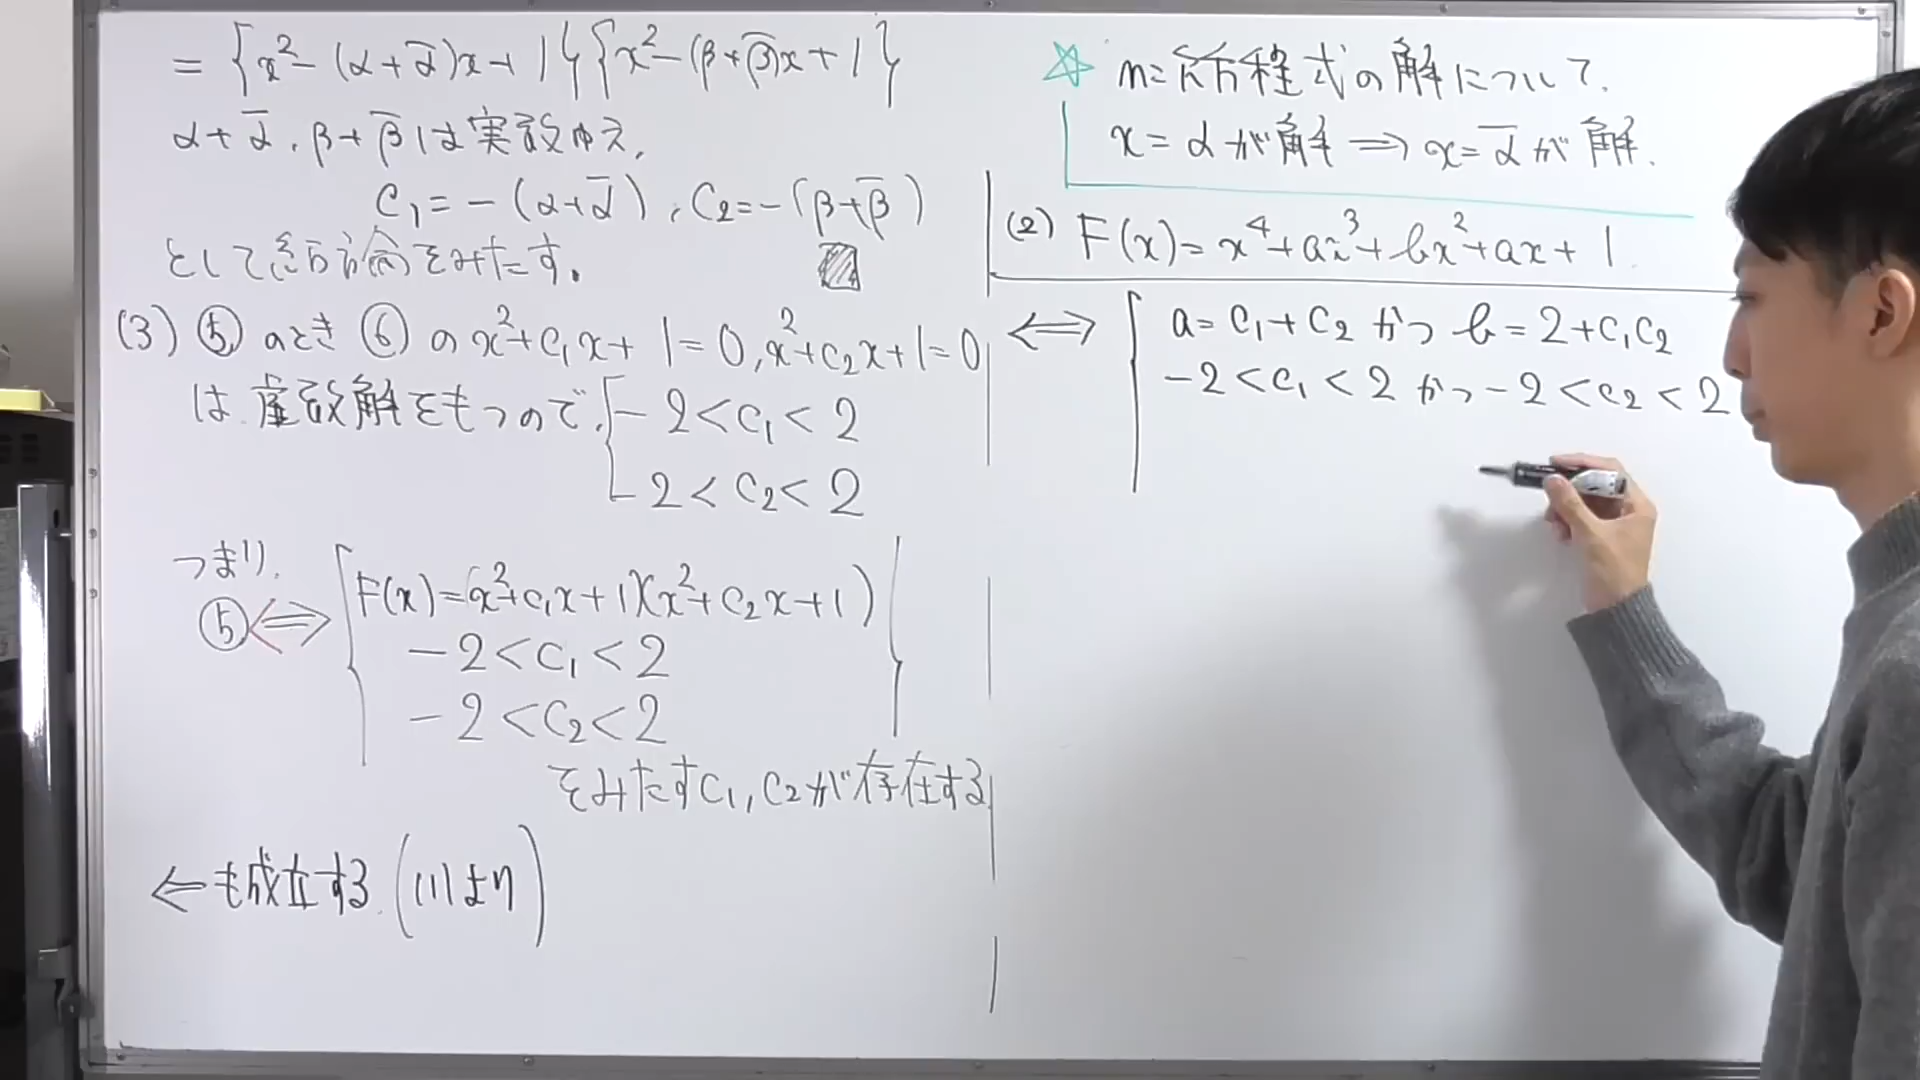 = {x²-(α+ᾱ)x+1}{x²-(β+β̄)x+1}
α+ᾱ, β+β̄は実数ゆえ,
C₁=-(α+ᾱ), C₂=-(β+β̄)
として結論をみたす.
(3) ⑤のとき ⑥の x²+C₁x+1=0, x²+C₂x+1=0
は虚数解をもつので,
-2<C₁<2
-2<C₂<2
つまり,
⑤ ⟺
F(x)=(x²+C₁x+1)(x²+C₂x+1)
-2<C₁<2
-2<C₂<2
をみたすC₁, C₂が存在する
⇐も成立する. ((1)より)
☆ n次方程式の解について.
x=αが解 ⟹ x=ᾱが解.
(2) F(x)=x⁴+ax³+bx²+ax+1.
⟺ a=C₁+C₂ かつ b=2+C₁C₂
-2<C₁<2 かつ -2<C₂<2